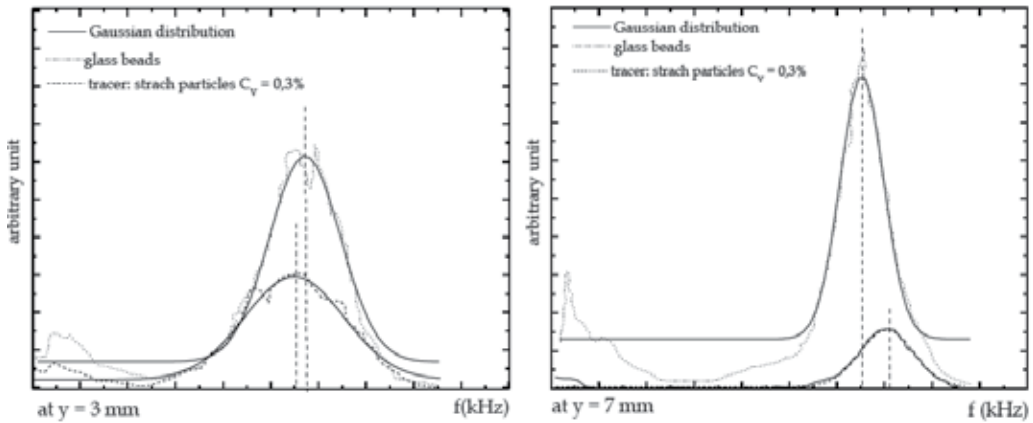 Gaussian distribution
glass beads
tracer: strach particles C_v = 0,3%
arbitrary unit
at y = 3 mm
f(kHz)
Gaussian distribution
glass beads
tracer: strach particles C_v = 0,3%
arbitrary unit
at y = 7 mm
f (kHz)